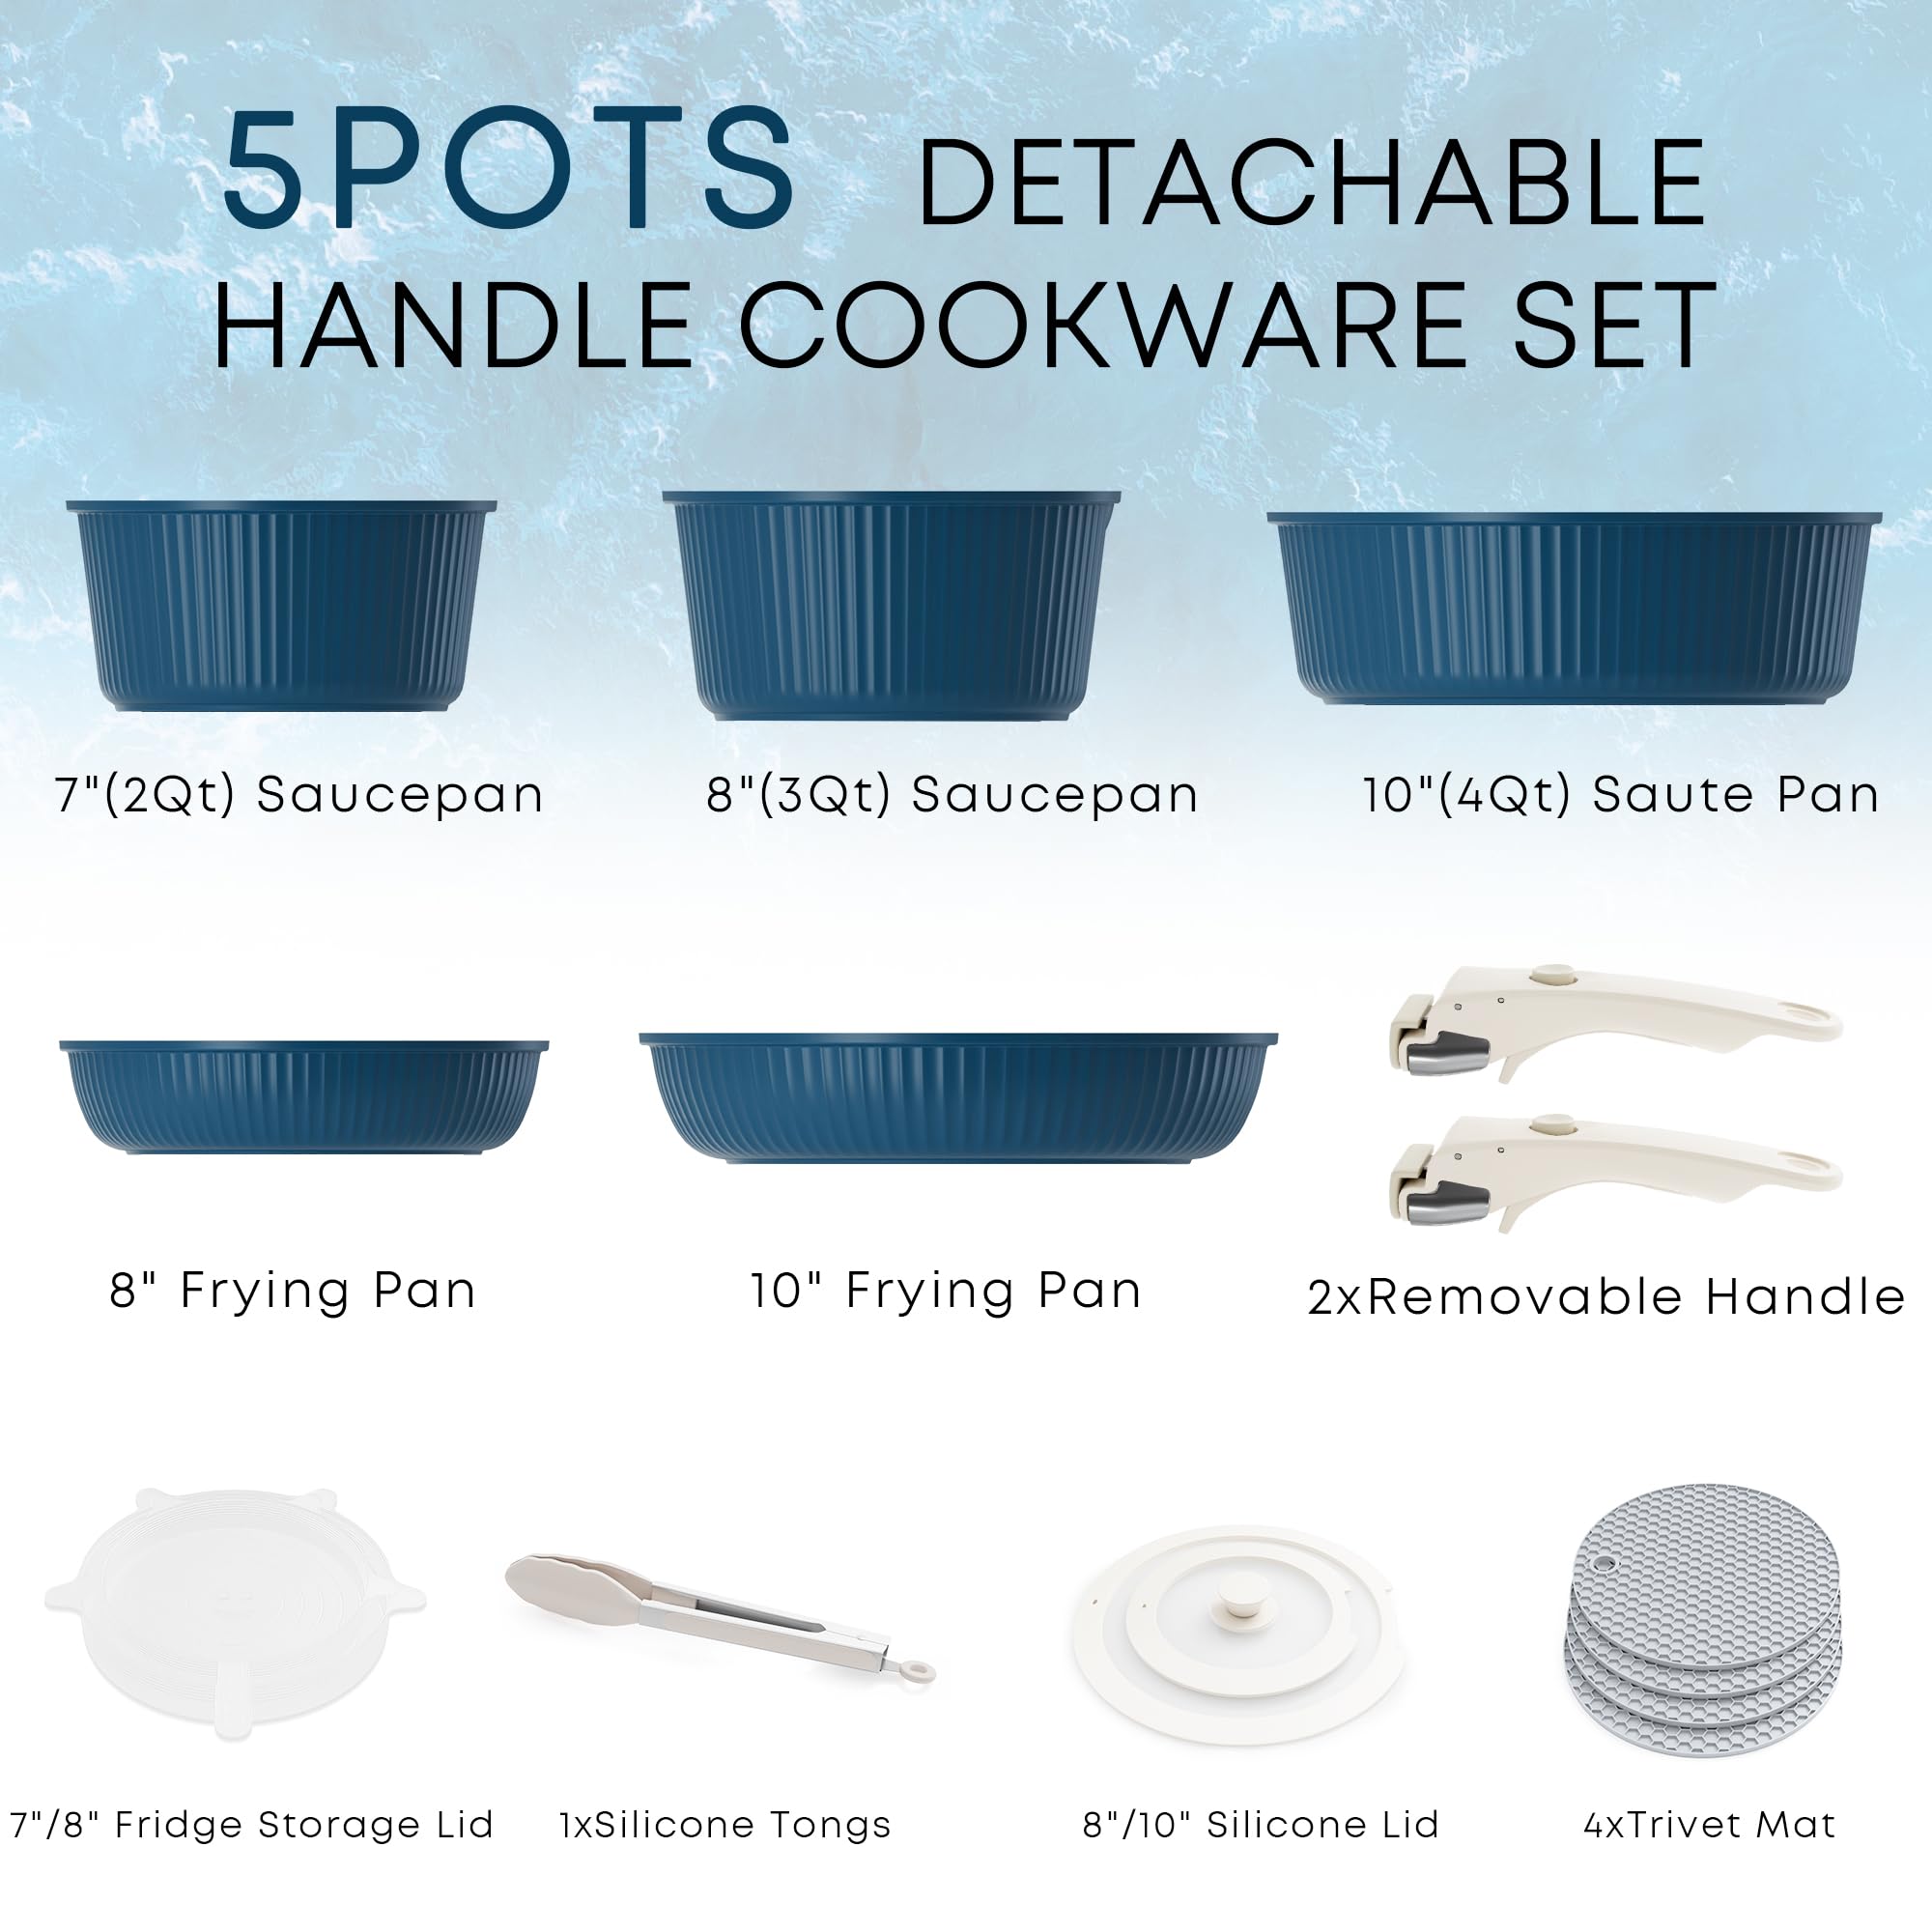 5POTS DETACHABLE
HANDLE COOKWARE SET
7"(2Qt) Saucepan
8"(3Qt) Saucepan
10"(4Qt) Saute Pan
8" Frying Pan
10" Frying Pan
2xRemovable Handle
7"/8" Fridge Storage Lid
1xSilicone Tongs
8"/10" Silicone Lid
4xTrivet Mat